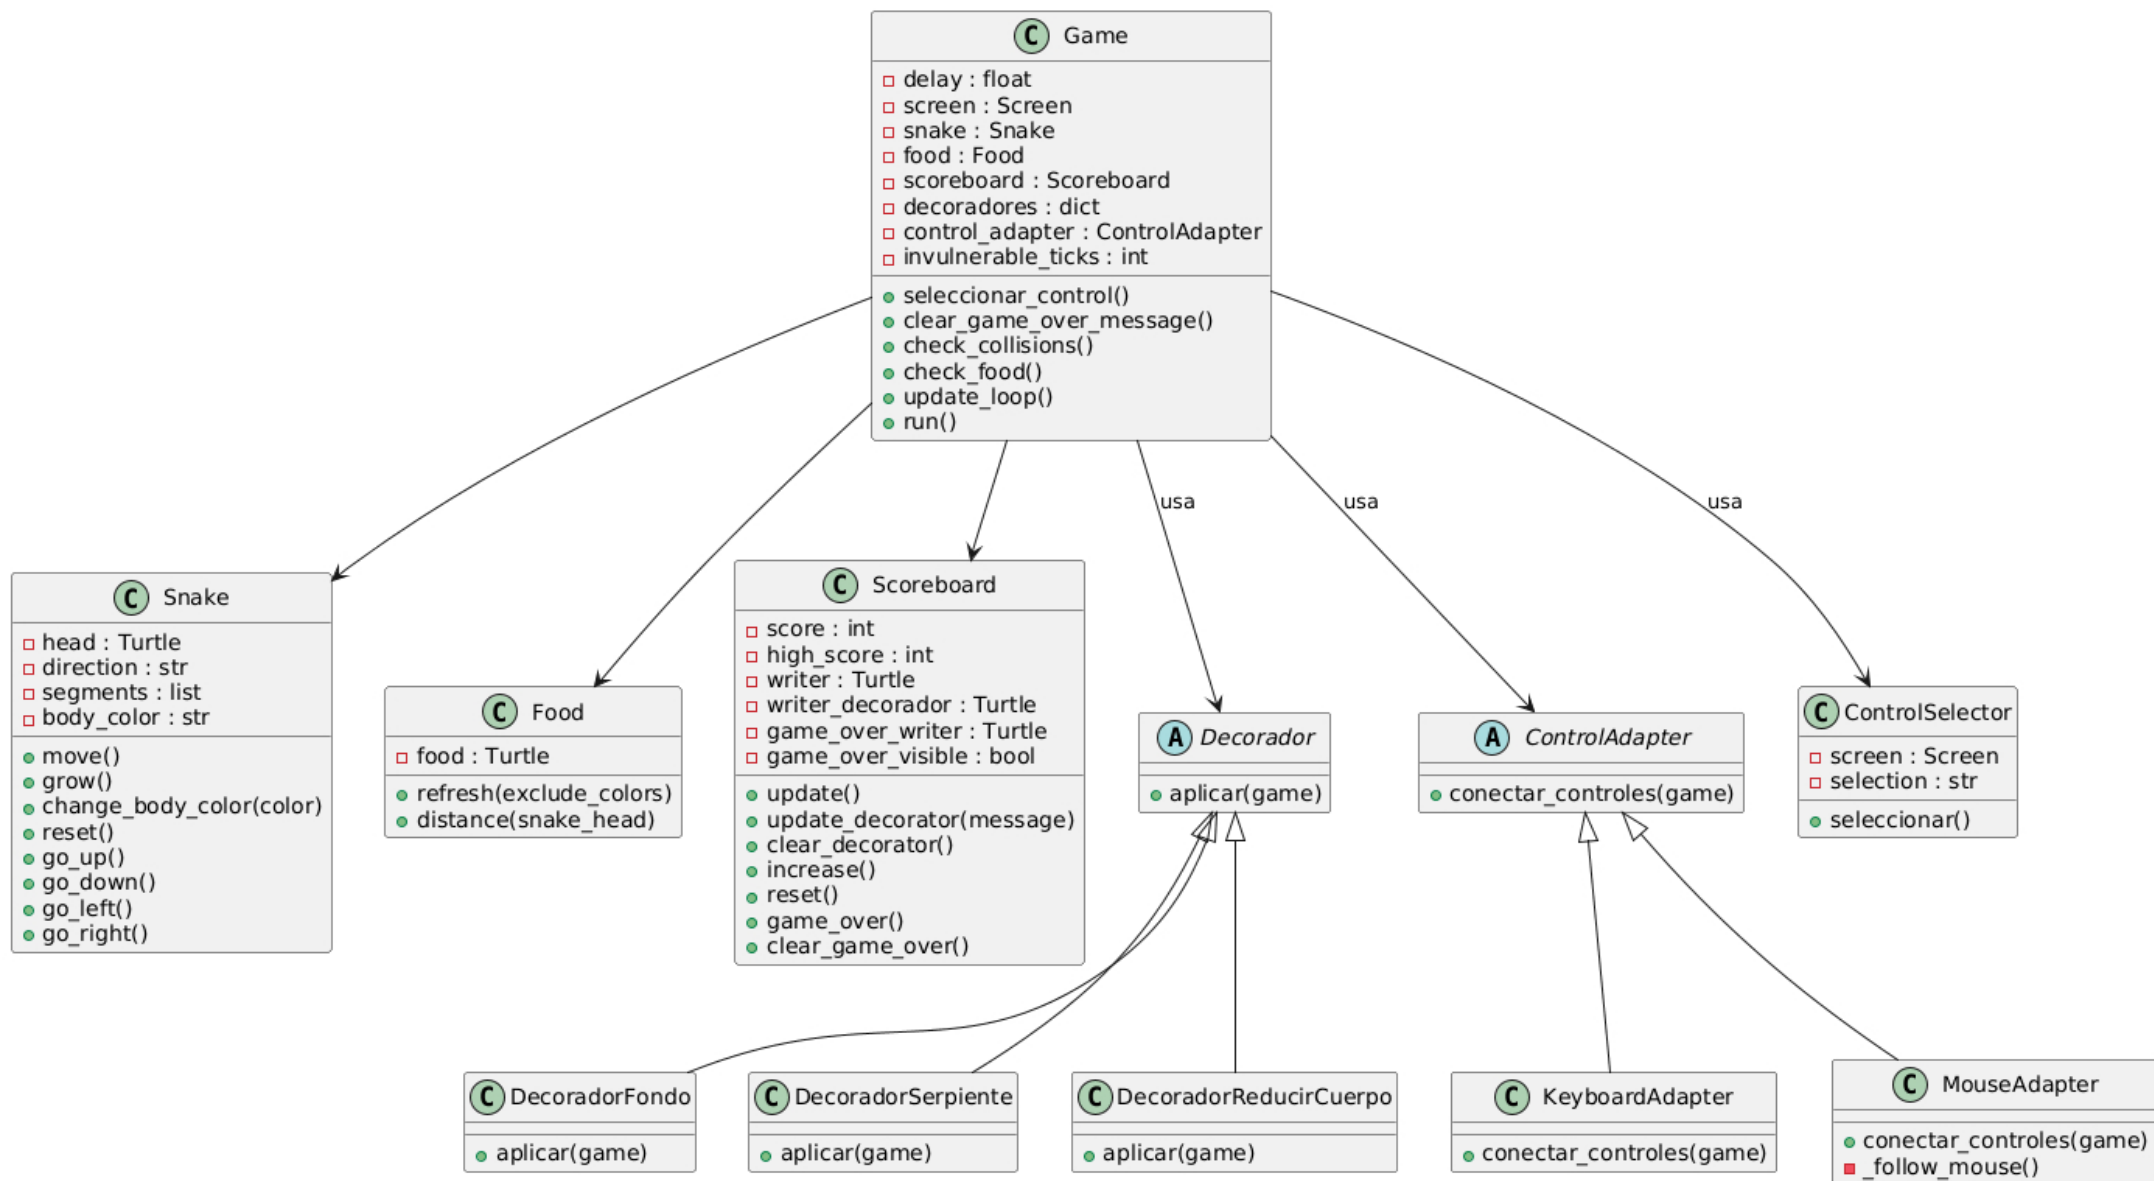 C Game
delay : float
screen : Screen
snake : Snake
food : Food
scoreboard : Scoreboard
decoradores : dict
control_adapter : ControlAdapter
invulnerable_ticks : int
seleccionar_control()
clear_game_over_message()
check_collisions()
check_food()
update_loop()
run()
usa
usa
usa
C Snake
head : Turtle
direction : str
segments : list
body_color : str
move()
grow()
change_body_color(color)
reset()
go_up()
go_down()
go_left()
go_right()
C Food
food : Turtle
refresh(exclude_colors)
distance(snake_head)
C Scoreboard
score : int
high_score : int
writer : Turtle
writer_decorador : Turtle
game_over_writer : Turtle
game_over_visible : bool
update()
update_decorator(message)
clear_decorator()
increase()
reset()
game_over()
clear_game_over()
A Decorador
aplicar(game)
A ControlAdapter
conectar_controles(game)
C ControlSelector
screen : Screen
selection : str
seleccionar()
C DecoradorFondo
aplicar(game)
C DecoradorSerpiente
aplicar(game)
C DecoradorReducirCuerpo
aplicar(game)
C KeyboardAdapter
conectar_controles(game)
C MouseAdapter
conectar_controles(game)
_follow_mouse()